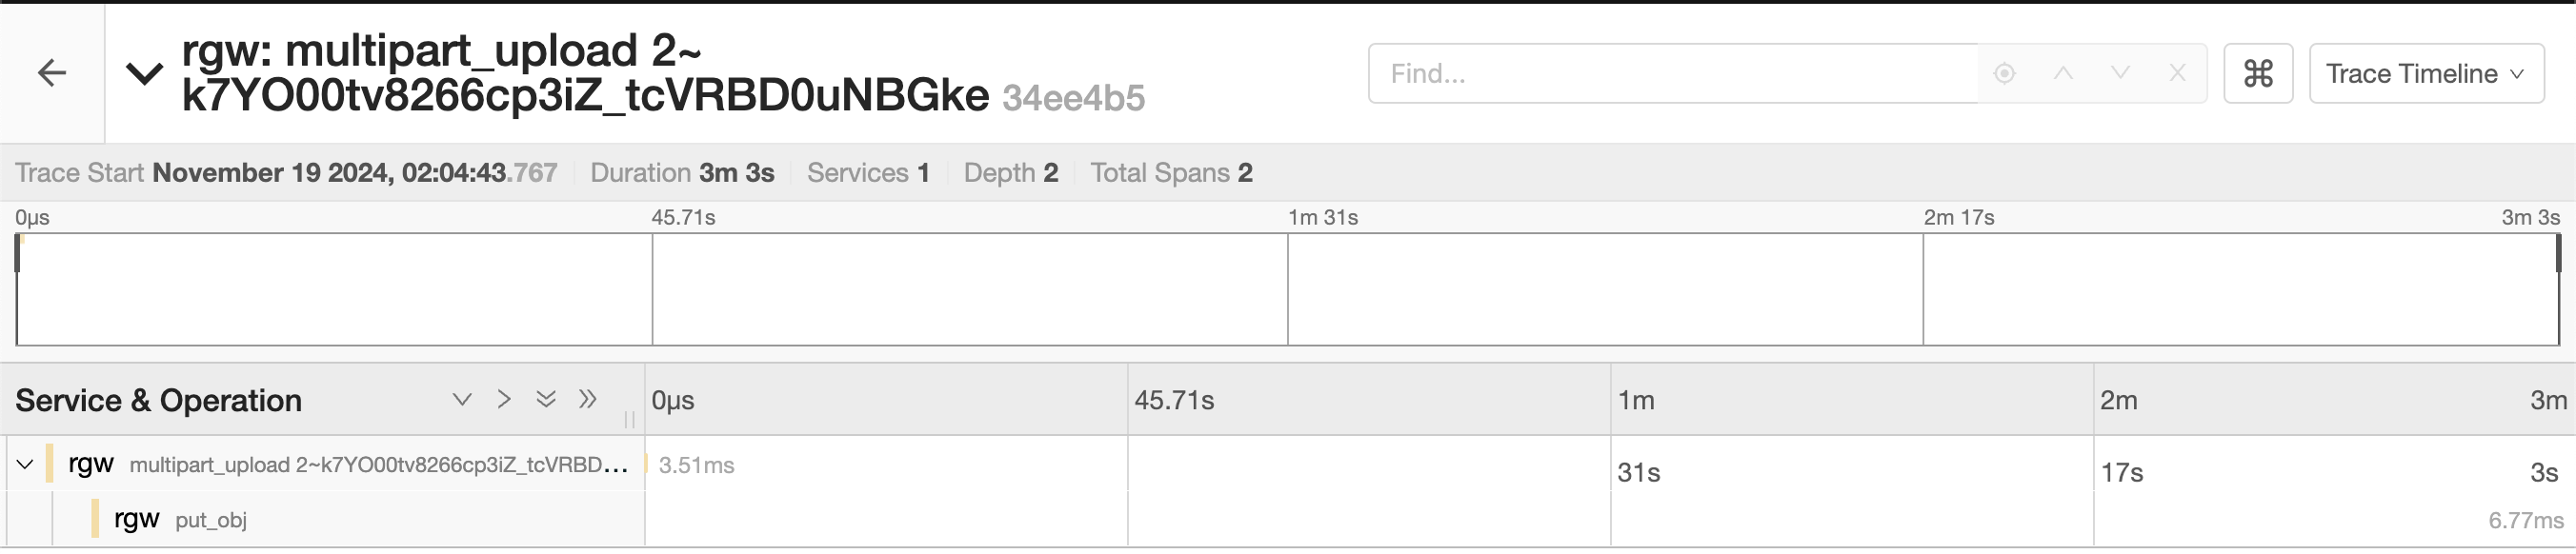 rgw: multipart_upload 2~
k7YO00tv8266cp3iZ_tcVRBD0uNBGke 34ee4b5
Find...
Trace Timeline
Trace Start November 19 2024, 02:04:43.767 Duration 3m 3s Services 1 Depth 2 Total Spans 2
0μs 45.71s 1m 31s 2m 17s 3m 3s
Service & Operation 0μs 45.71s 1m 2m 3m
rgw multipart_upload 2~k7YO00tv8266cp3iZ_tcVRBD... 3.51ms 31s 17s 3s
rgw put_obj 6.77ms